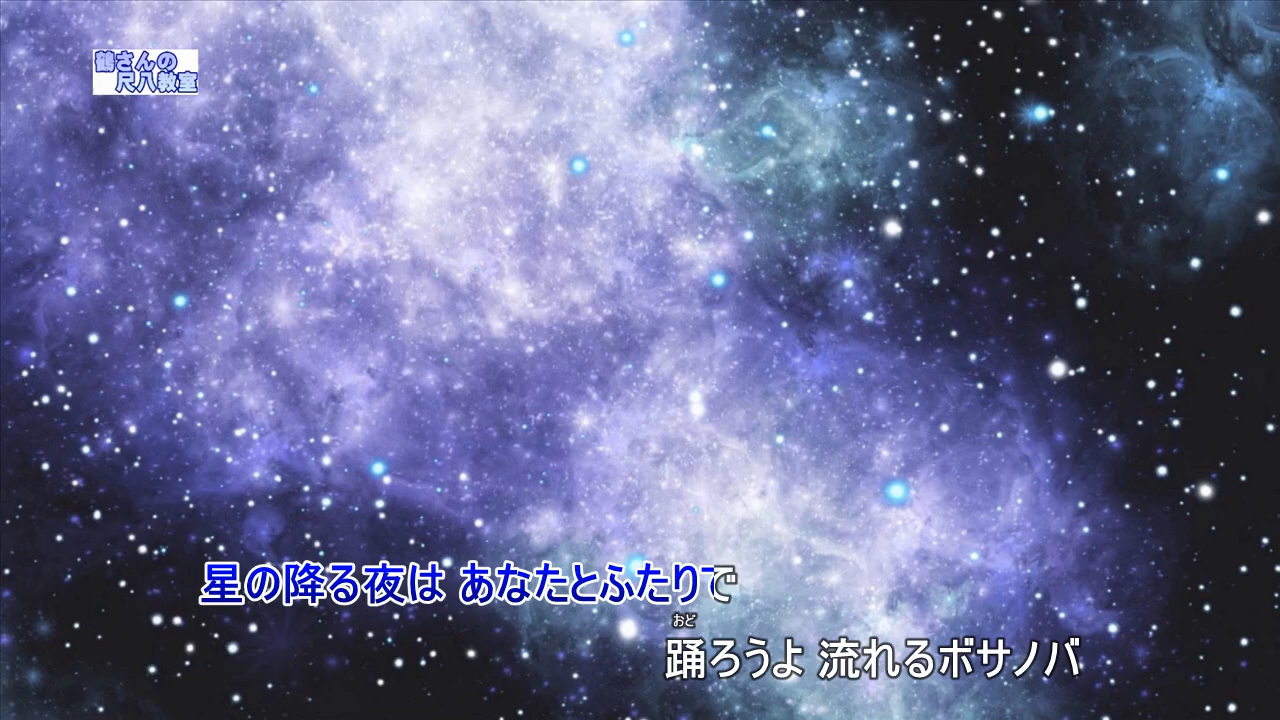 鶴さんの
尺八教室
星の降る夜は あなたとふたりで
おど
踊ろうよ 流れるボサノバ